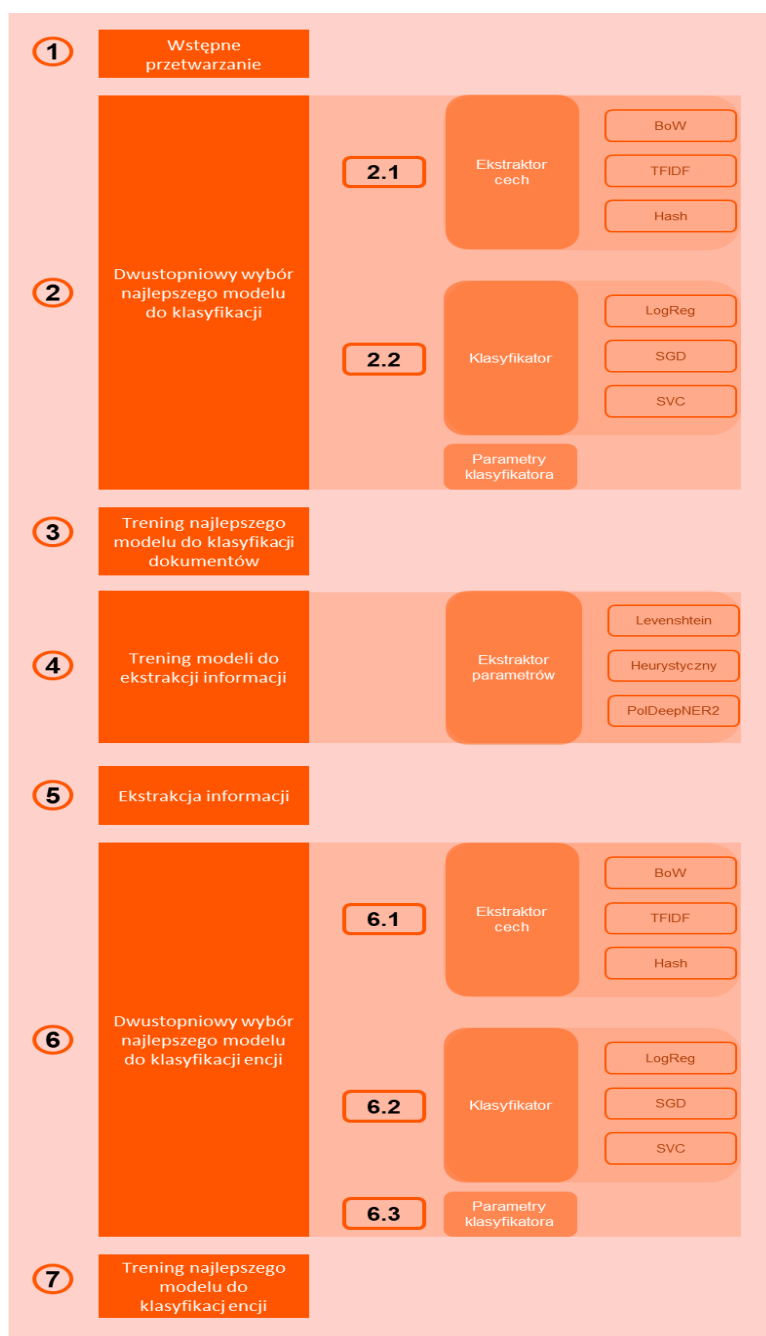 1
Wstępne
przetwarzanie
2
Dwustopniowy wybór
najlepszego modelu
do klasyfikacji
2.1
Ekstraktor
cech
BoW
TFIDF
Hash
2.2
Klasyfikator
LogReg
SGD
SVC
Parametry
klasyfikatora
3
Trening najlepszego
modelu do klasyfikacji
dokumentów
4
Trening modeli do
ekstrakcji informacji
Ekstraktor
parametrów
Levenshtein
Heurystyczny
PolDeepNER2
5
Ekstrakcja informacji
6
Dwustopniowy wybór
najlepszego modelu
do klasyfikacji encji
6.1
Ekstraktor
cech
BoW
TFIDF
Hash
6.2
Klasyfikator
LogReg
SGD
SVC
6.3
Parametry
klasyfikatora
7
Trening najlepszego
modelu do
klasyfikacj encji